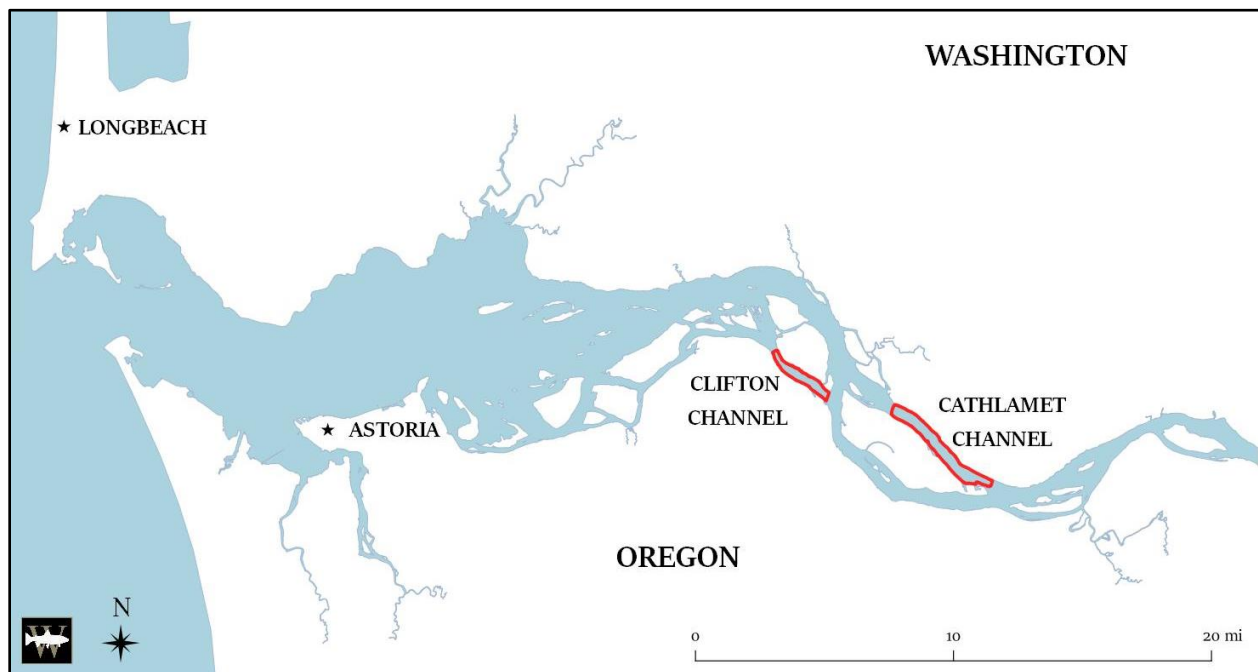 WASHINGTON
★ LONGBEACH
CLIFTON
CHANNEL
CATHLAMET
CHANNEL
★ ASTORIA
OREGON
N
W
0 10 20 mi